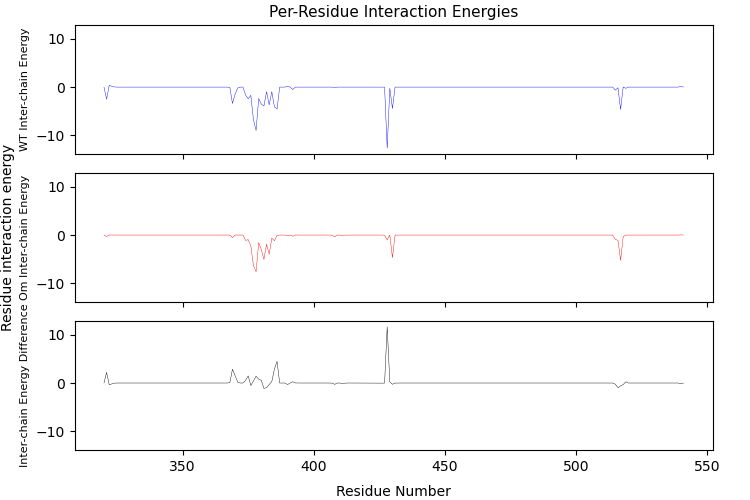 Per-Residue Interaction Energies
Residue interaction energy
WT Inter-chain Energy
10
0
−10
Om Inter-chain Energy
10
0
−10
Inter-chain Energy Difference
10
0
−10
350
400
450
500
550
Residue Number